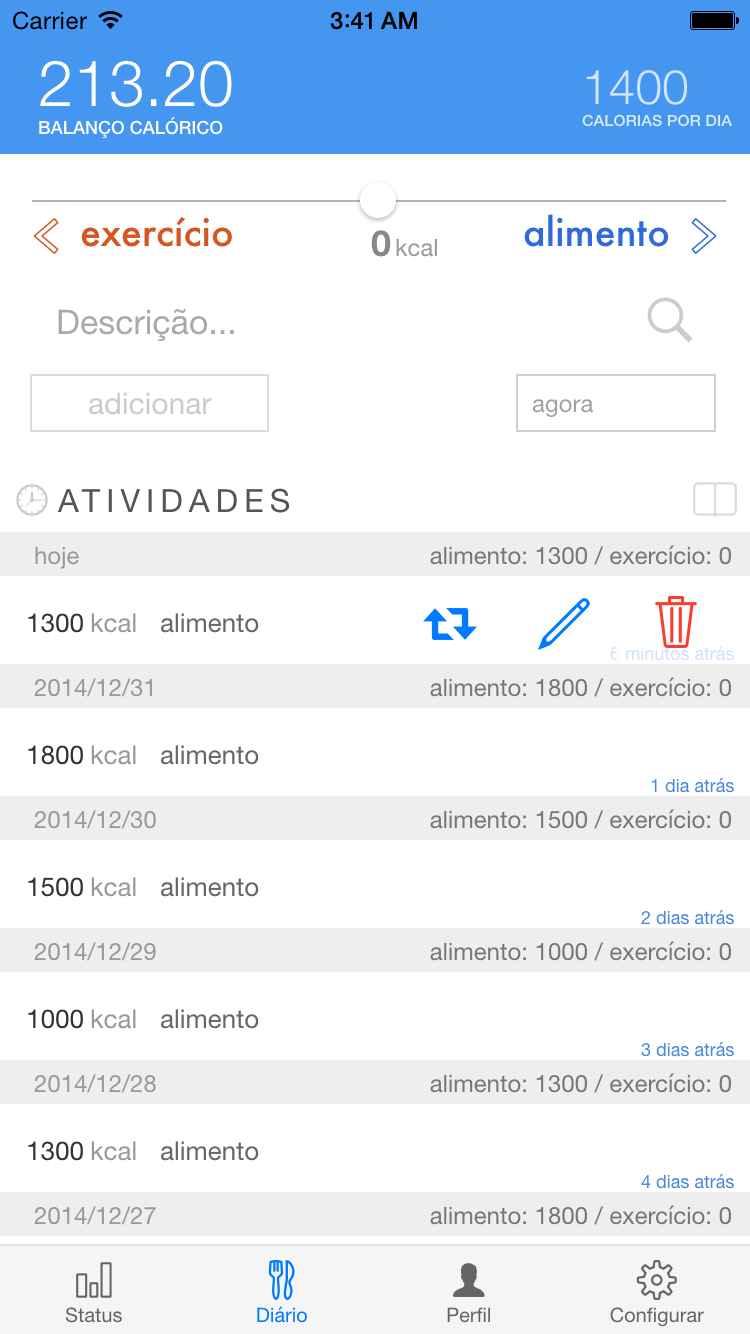 Carrier 3:41 AM
213.20 1400
BALANÇO CALÓRICO CALORIAS POR DIA
exercício 0 kcal alimento
Descrição...
adicionar agora
ATIVIDADES
hoje alimento: 1300 / exercício: 0
1300 kcal alimento
6 minutos atrás
2014/12/31 alimento: 1800 / exercício: 0
1800 kcal alimento
1 dia atrás
2014/12/30 alimento: 1500 / exercício: 0
1500 kcal alimento
2 dias atrás
2014/12/29 alimento: 1000 / exercício: 0
1000 kcal alimento
3 dias atrás
2014/12/28 alimento: 1300 / exercício: 0
1300 kcal alimento
4 dias atrás
2014/12/27 alimento: 1800 / exercício: 0
Status Diário Perfil Configurar